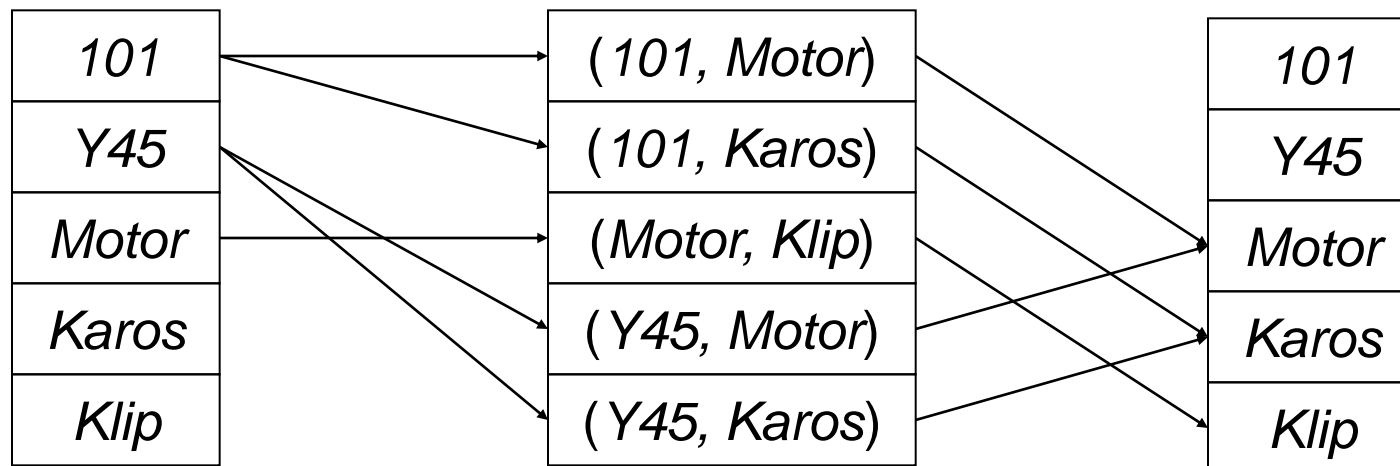 101
Y45
Motor
Karos
Klip
(101, Motor)
(101, Karos)
(Motor, Klip)
(Y45, Motor)
(Y45, Karos)
101
Y45
Motor
Karos
Klip